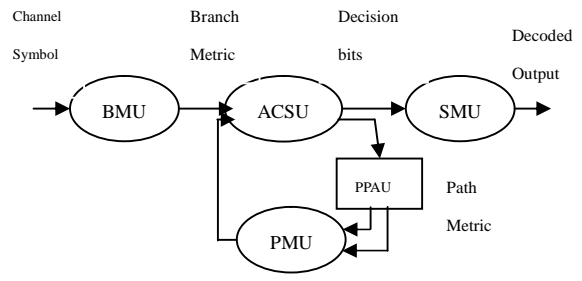 Channel
Symbol
Branch
Metric
Decision
bits
Decoded
Output
BMU
ACSU
SMU
PPAU
Path
Metric
PMU